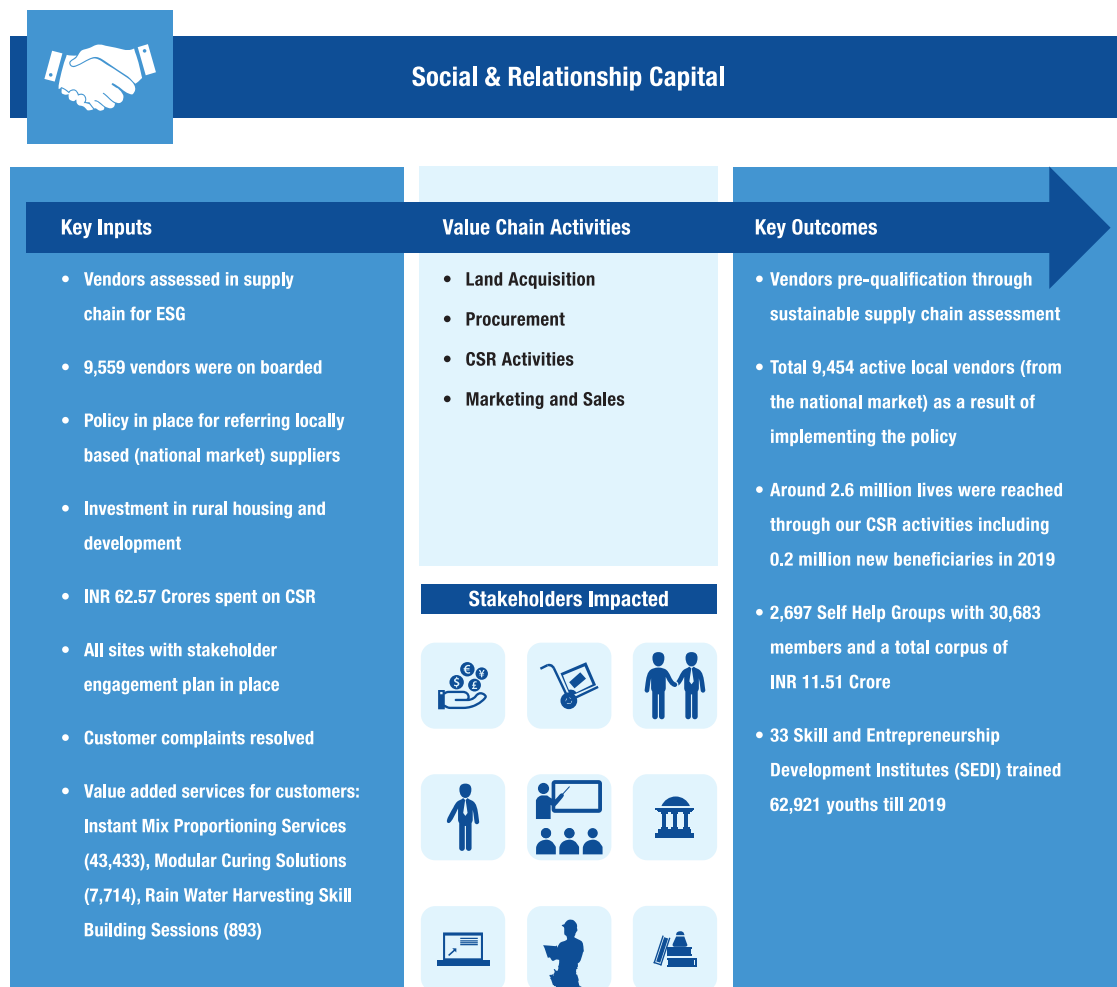 Social & Relationship Capital
Key Inputs
• Vendors assessed in supply
chain for ESG
• 9,559 vendors were on boarded
• Policy in place for referring locally
based (national market) suppliers
• Investment in rural housing and
development
• INR 62.57 Crores spent on CSR
• All sites with stakeholder
engagement plan in place
• Customer complaints resolved
• Value added services for customers:
Instant Mix Proportioning Services
(43,433), Modular Curing Solutions
(7,714), Rain Water Harvesting Skill
Building Sessions (893)
Value Chain Activities
• Land Acquisition
• Procurement
• CSR Activities
• Marketing and Sales
Stakeholders Impacted
€
¥
$
£
Key Outcomes
• Vendors pre-qualification through
sustainable supply chain assessment
• Total 9,454 active local vendors (from
the national market) as a result of
implementing the policy
• Around 2.6 million lives were reached
through our CSR activities including
0.2 million new beneficiaries in 2019
• 2,697 Self Help Groups with 30,683
members and a total corpus of
INR 11.51 Crore
• 33 Skill and Entrepreneurship
Development Institutes (SEDI) trained
62,921 youths till 2019